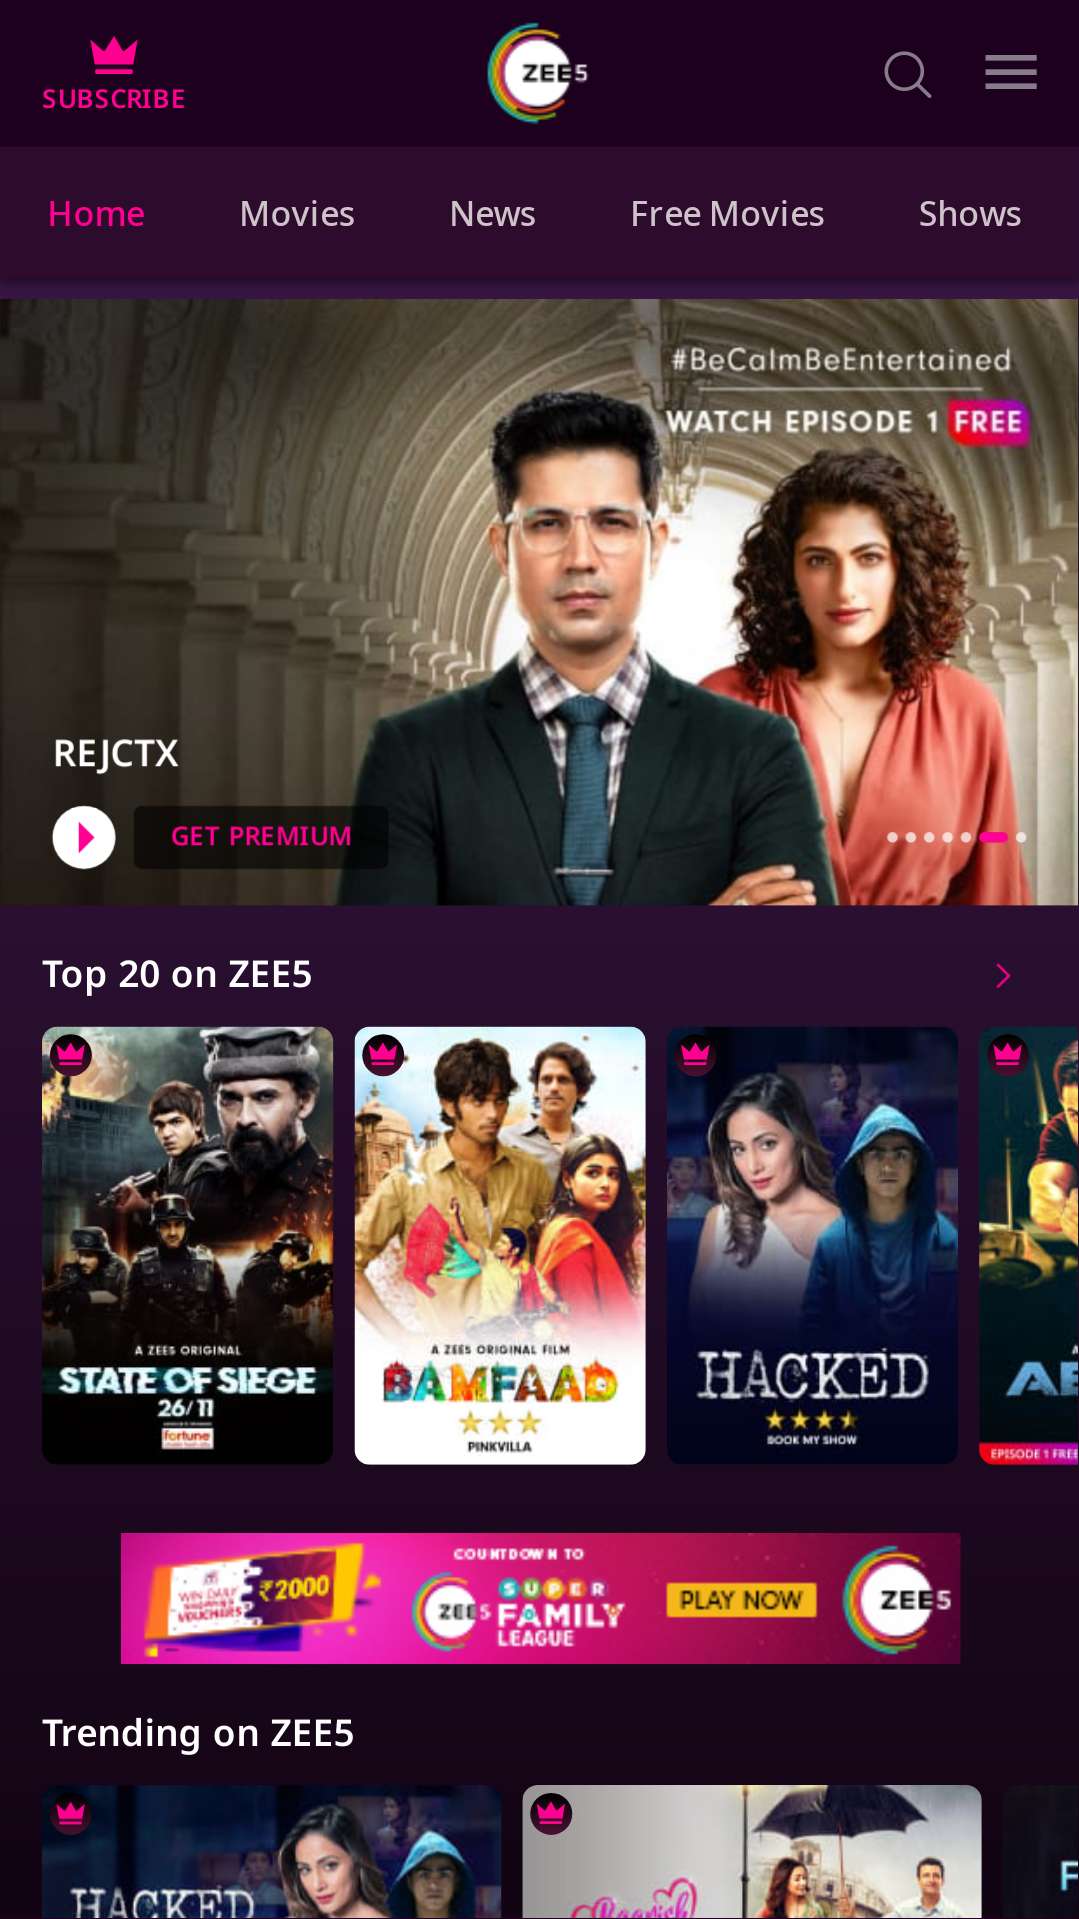 SUBSCRIBE
ZEE5
Home
Movies
News
Free Movies
Shows
#BeCalmBeEntertained
WATCH EPISODE 1 FREE
REJCTX
GET PREMIUM
Top 20 on ZEE5
A ZEE5 ORIGINAL
STATE OF SIEGE
26/11
fortune
A ZEE5 ORIGINAL FILM
BAMFAAD
PINKVILLA
HACKED
BOOK MY SHOW
EPISODE 1 FREE
WIN DAILY
SHOPPING
VOUCHERS
₹2000
COUNTDOWN TO
ZEE5
SUPER
FAMILY
LEAGUE
PLAY NOW
ZEE5
Trending on ZEE5
HACKED
Baarish